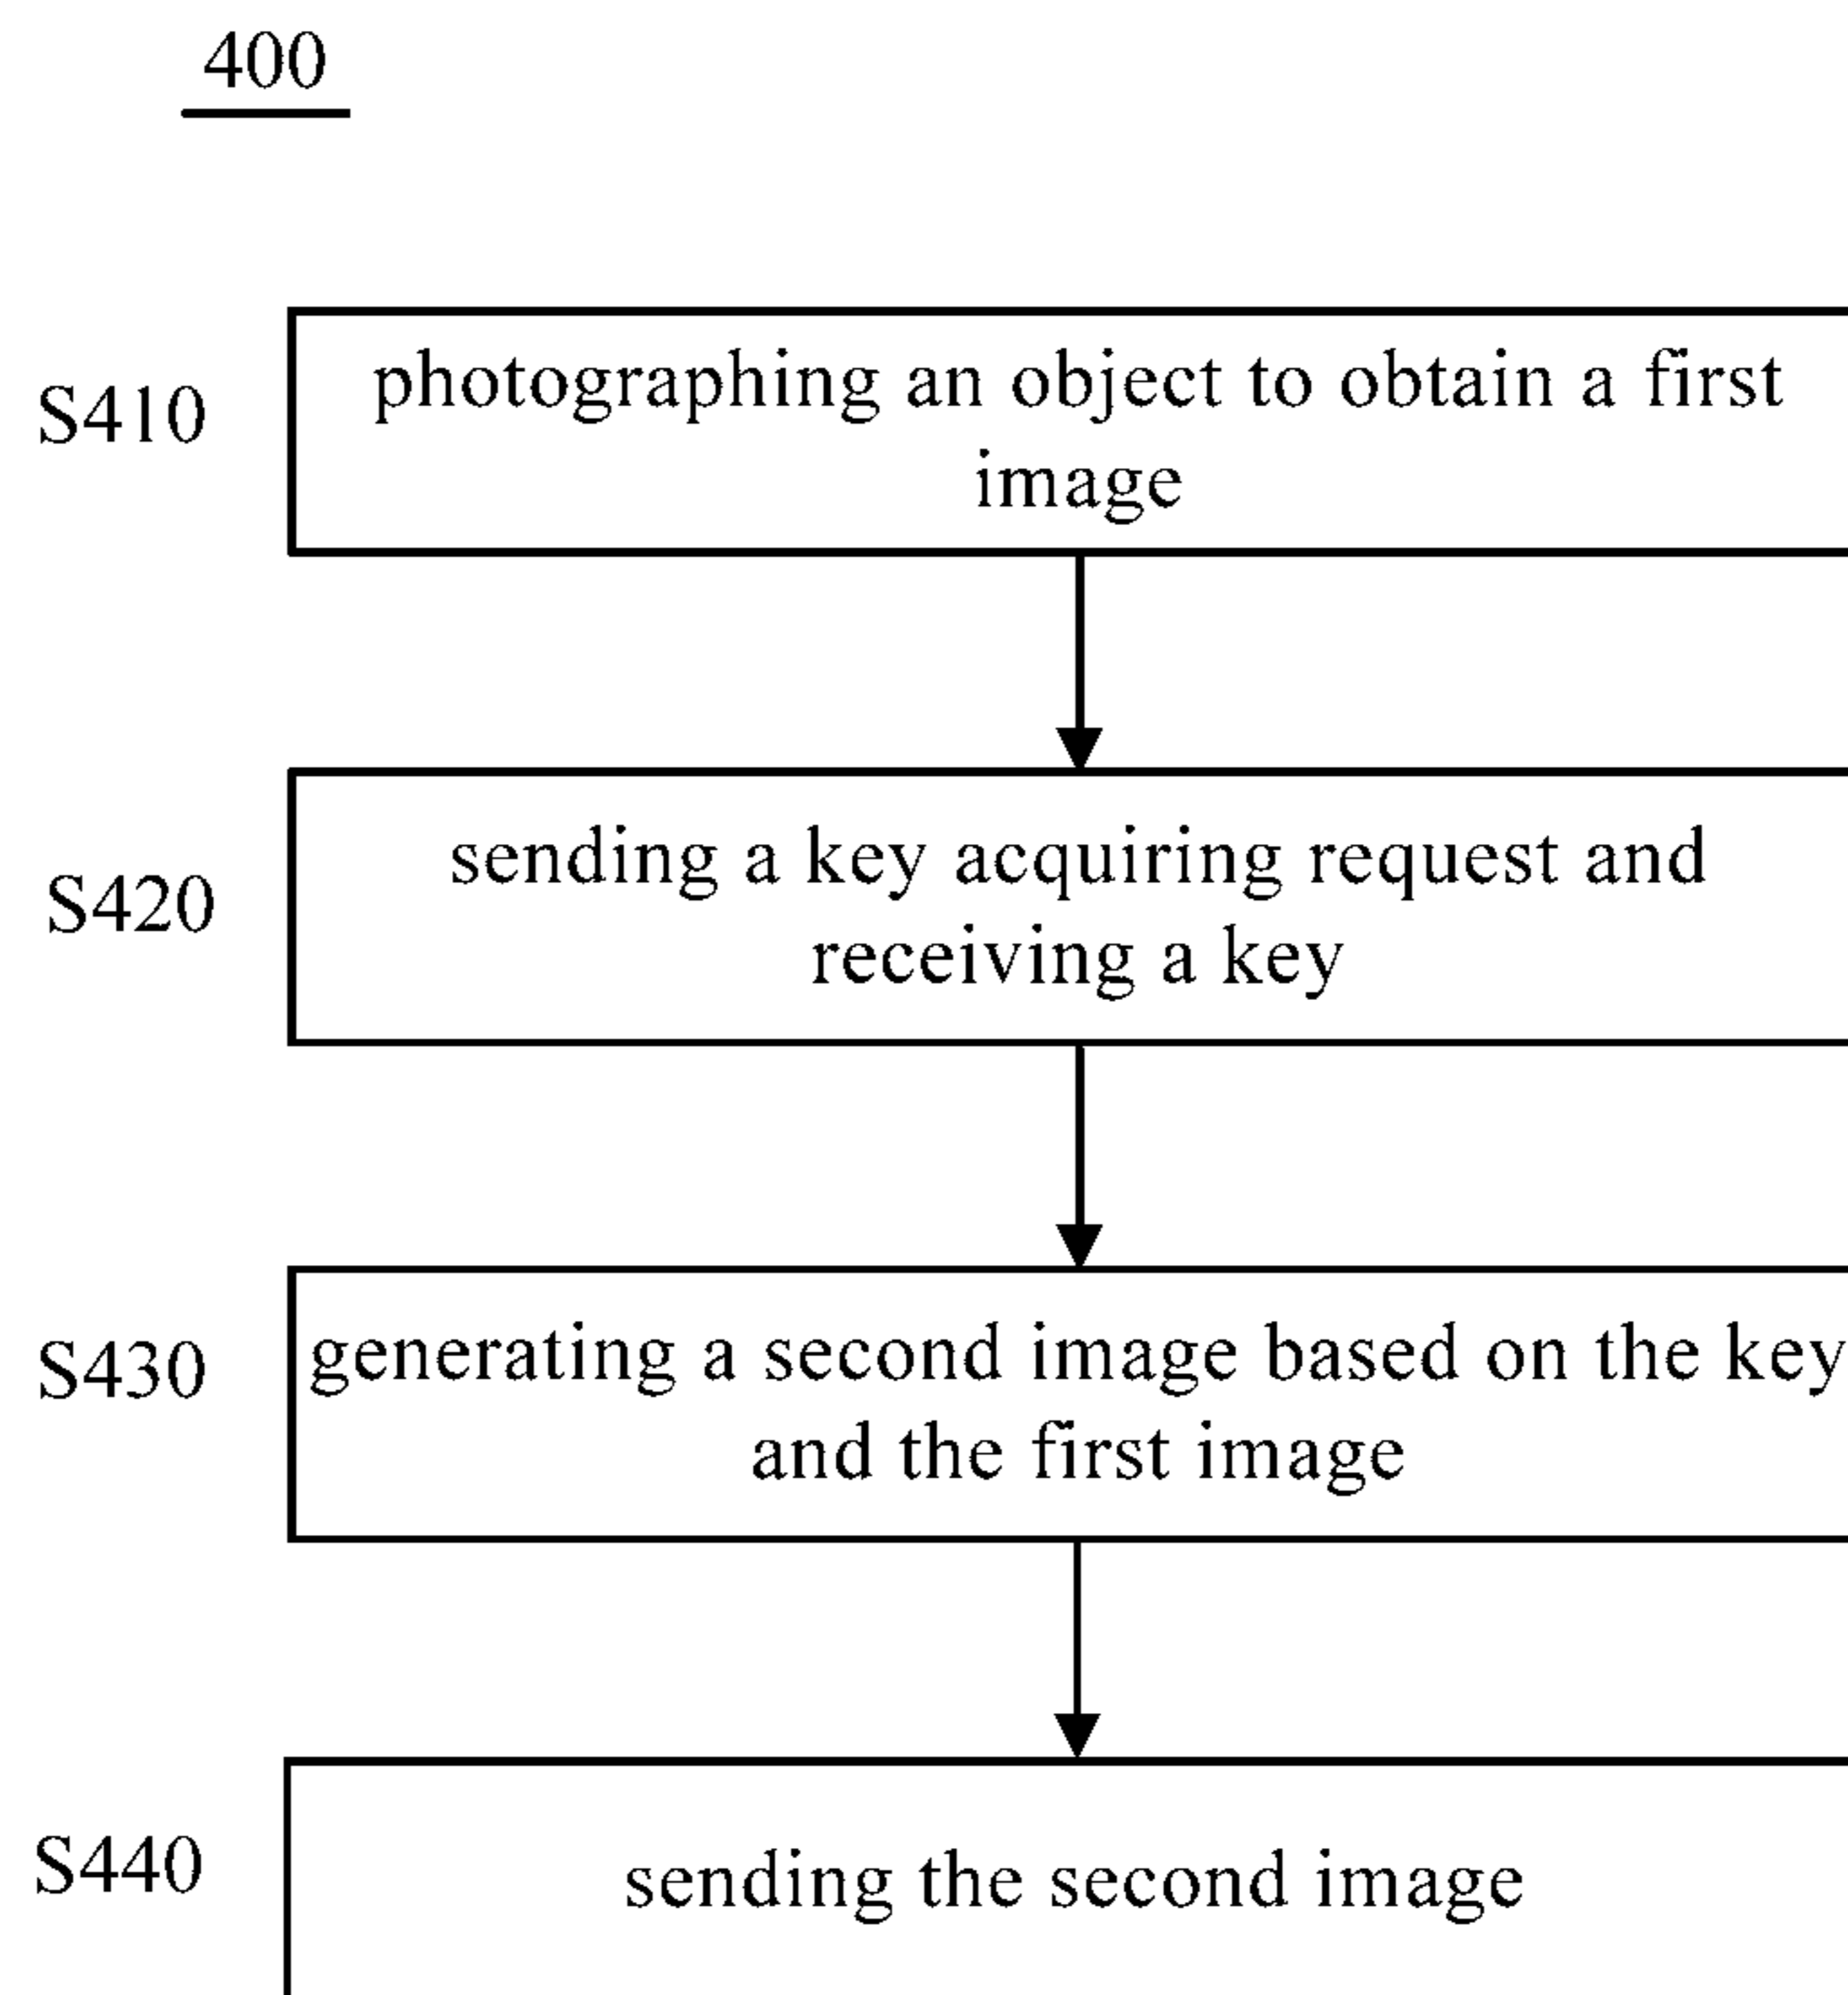 400
S410
photographing an object to obtain a first
image
S420
sending a key acquiring request and
receiving a key
S430
generating a second image based on the key
and the first image
S440
sending the second image